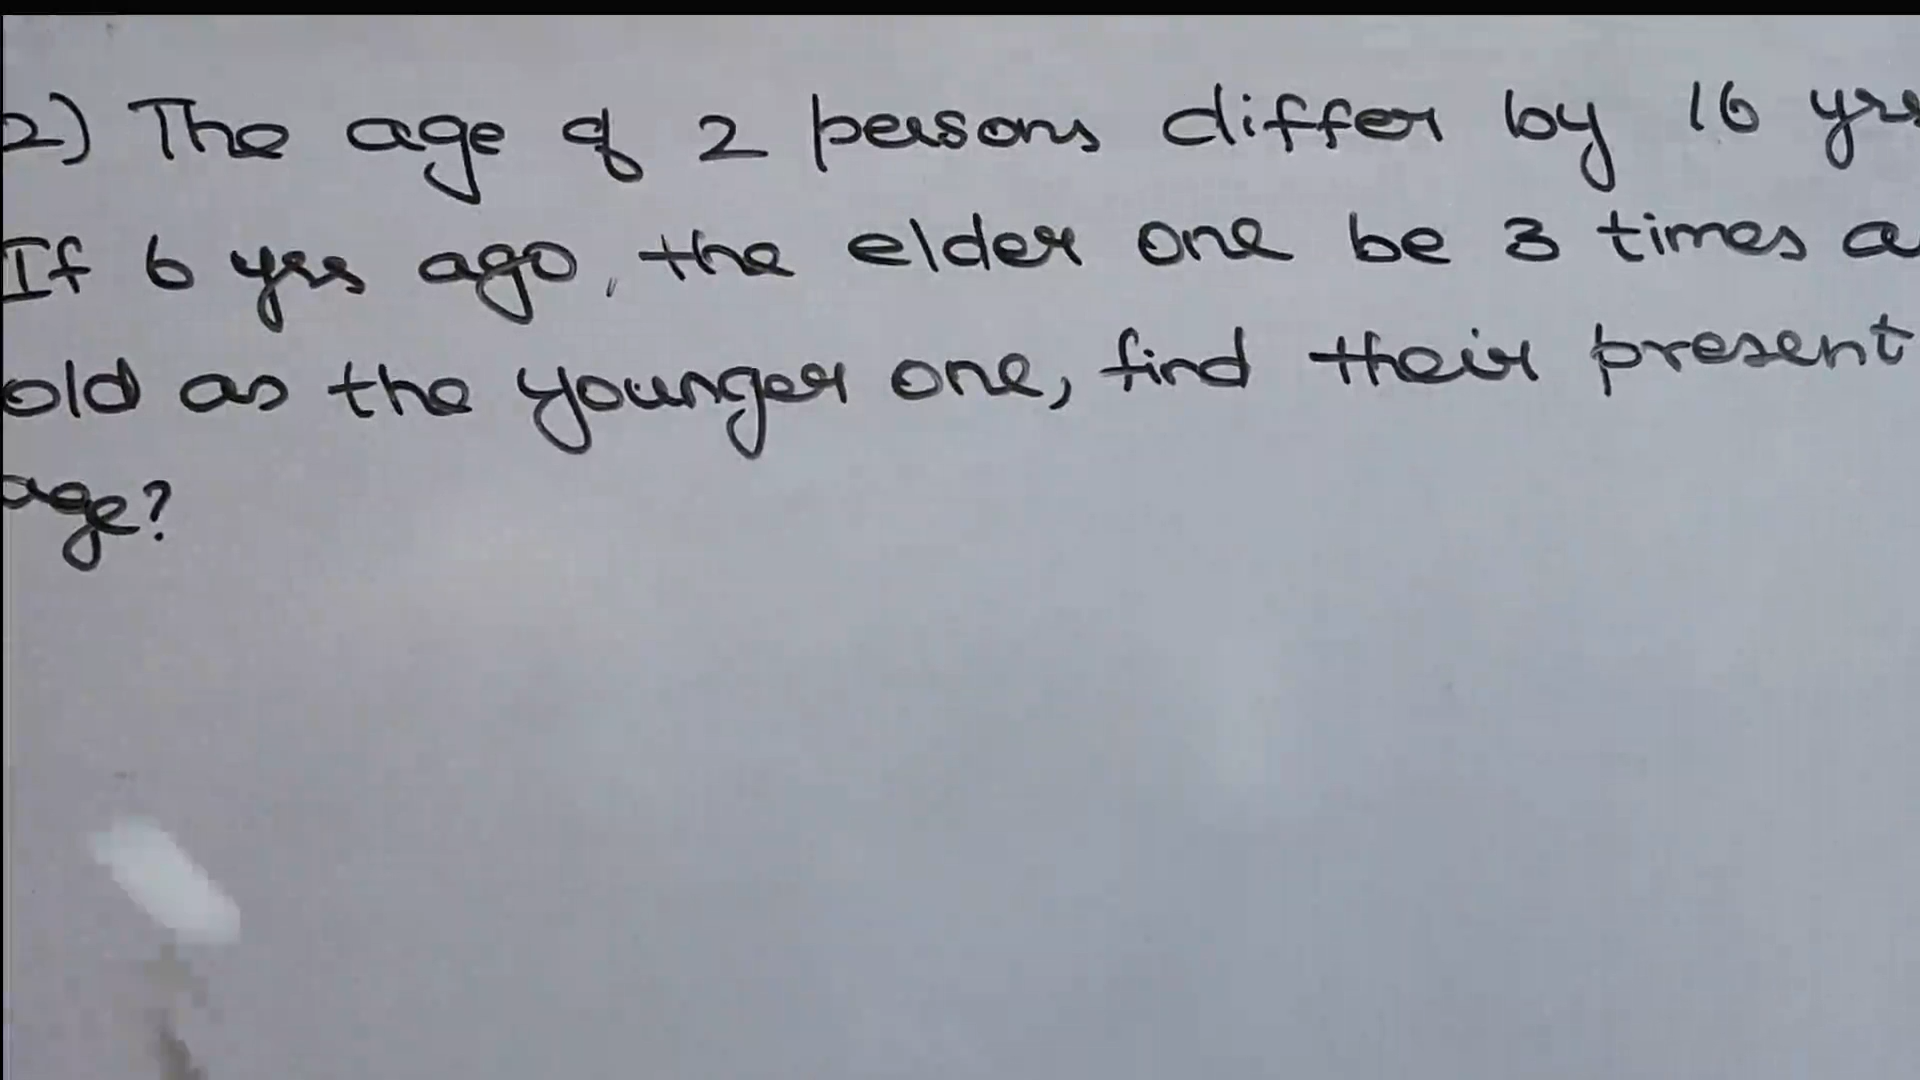 2) The age of 2 persons differ by 16 yrs
If 6 yrs ago, the elder one be 3 times a
old as the younger one, find their present
age?